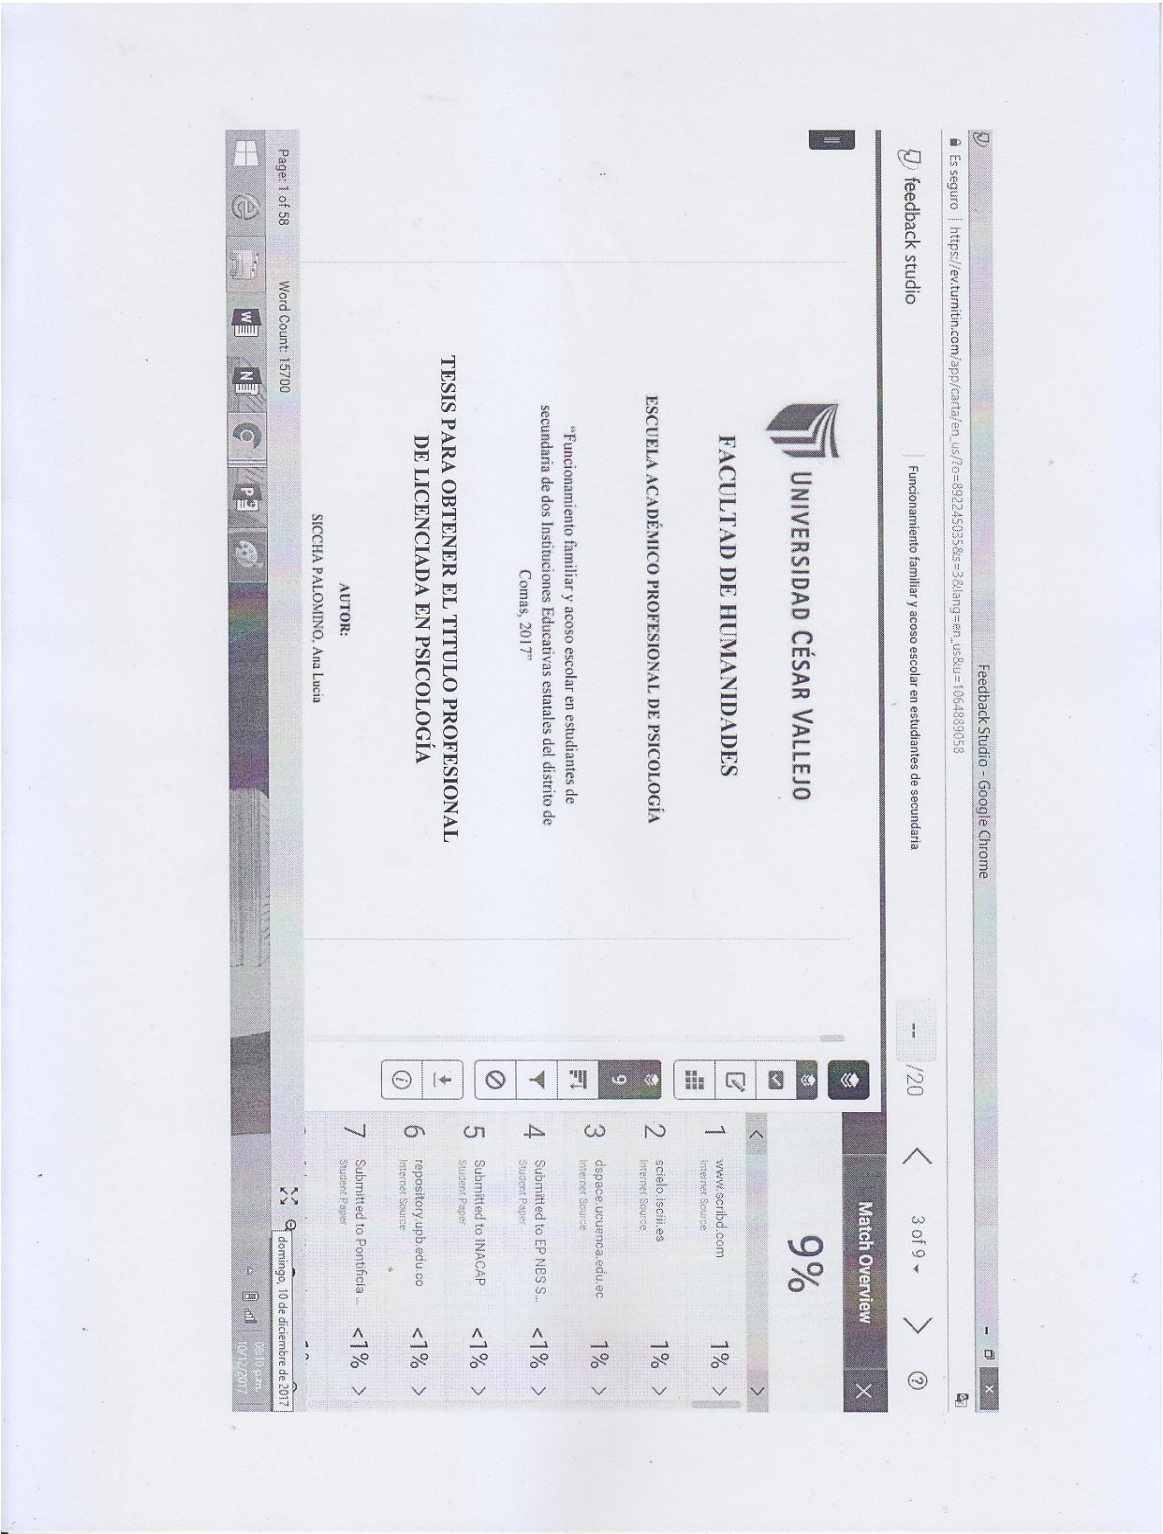 Feedback Studio - Google Chrome
Es seguro | https://ev.turnitin.com/app/carta/en_us/?o=892245035&s=3&lang=en_us&u=1064889058
feedback studio
Funcionamiento familiar y acoso escolar en estudiantes de secundaria
-- /20
3 of 9
UNIVERSIDAD CÉSAR VALLEJO
FACULTAD DE HUMANIDADES
ESCUELA ACADÉMICO PROFESIONAL DE PSICOLOGÍA
“Funcionamiento familiar y acoso escolar en estudiantes de
secundaria de dos Instituciones Educativas estatales del distrito de
Comas, 2017”
TESIS PARA OBTENER EL TITULO PROFESIONAL
DE LICENCIADA EN PSICOLOGÍA
AUTOR:
SICCHA PALOMINO, Ana Lucia
9
Match Overview
9%
1 www.scribd.com 1%
Internet Source
2 scielo.isciii.es 1%
Internet Source
3 dspace.ucuenca.edu.ec 1%
Internet Source
4 Submitted to EP NBS S... <1%
Student Paper
5 Submitted to INACAP <1%
Student Paper
6 repository.upb.edu.co <1%
Internet Source
7 Submitted to Pontificia ... <1%
Student Paper
Page: 1 of 58
Word Count: 15700
domingo, 10 de diciembre de 2017
08:10 p.m.
10/12/2017